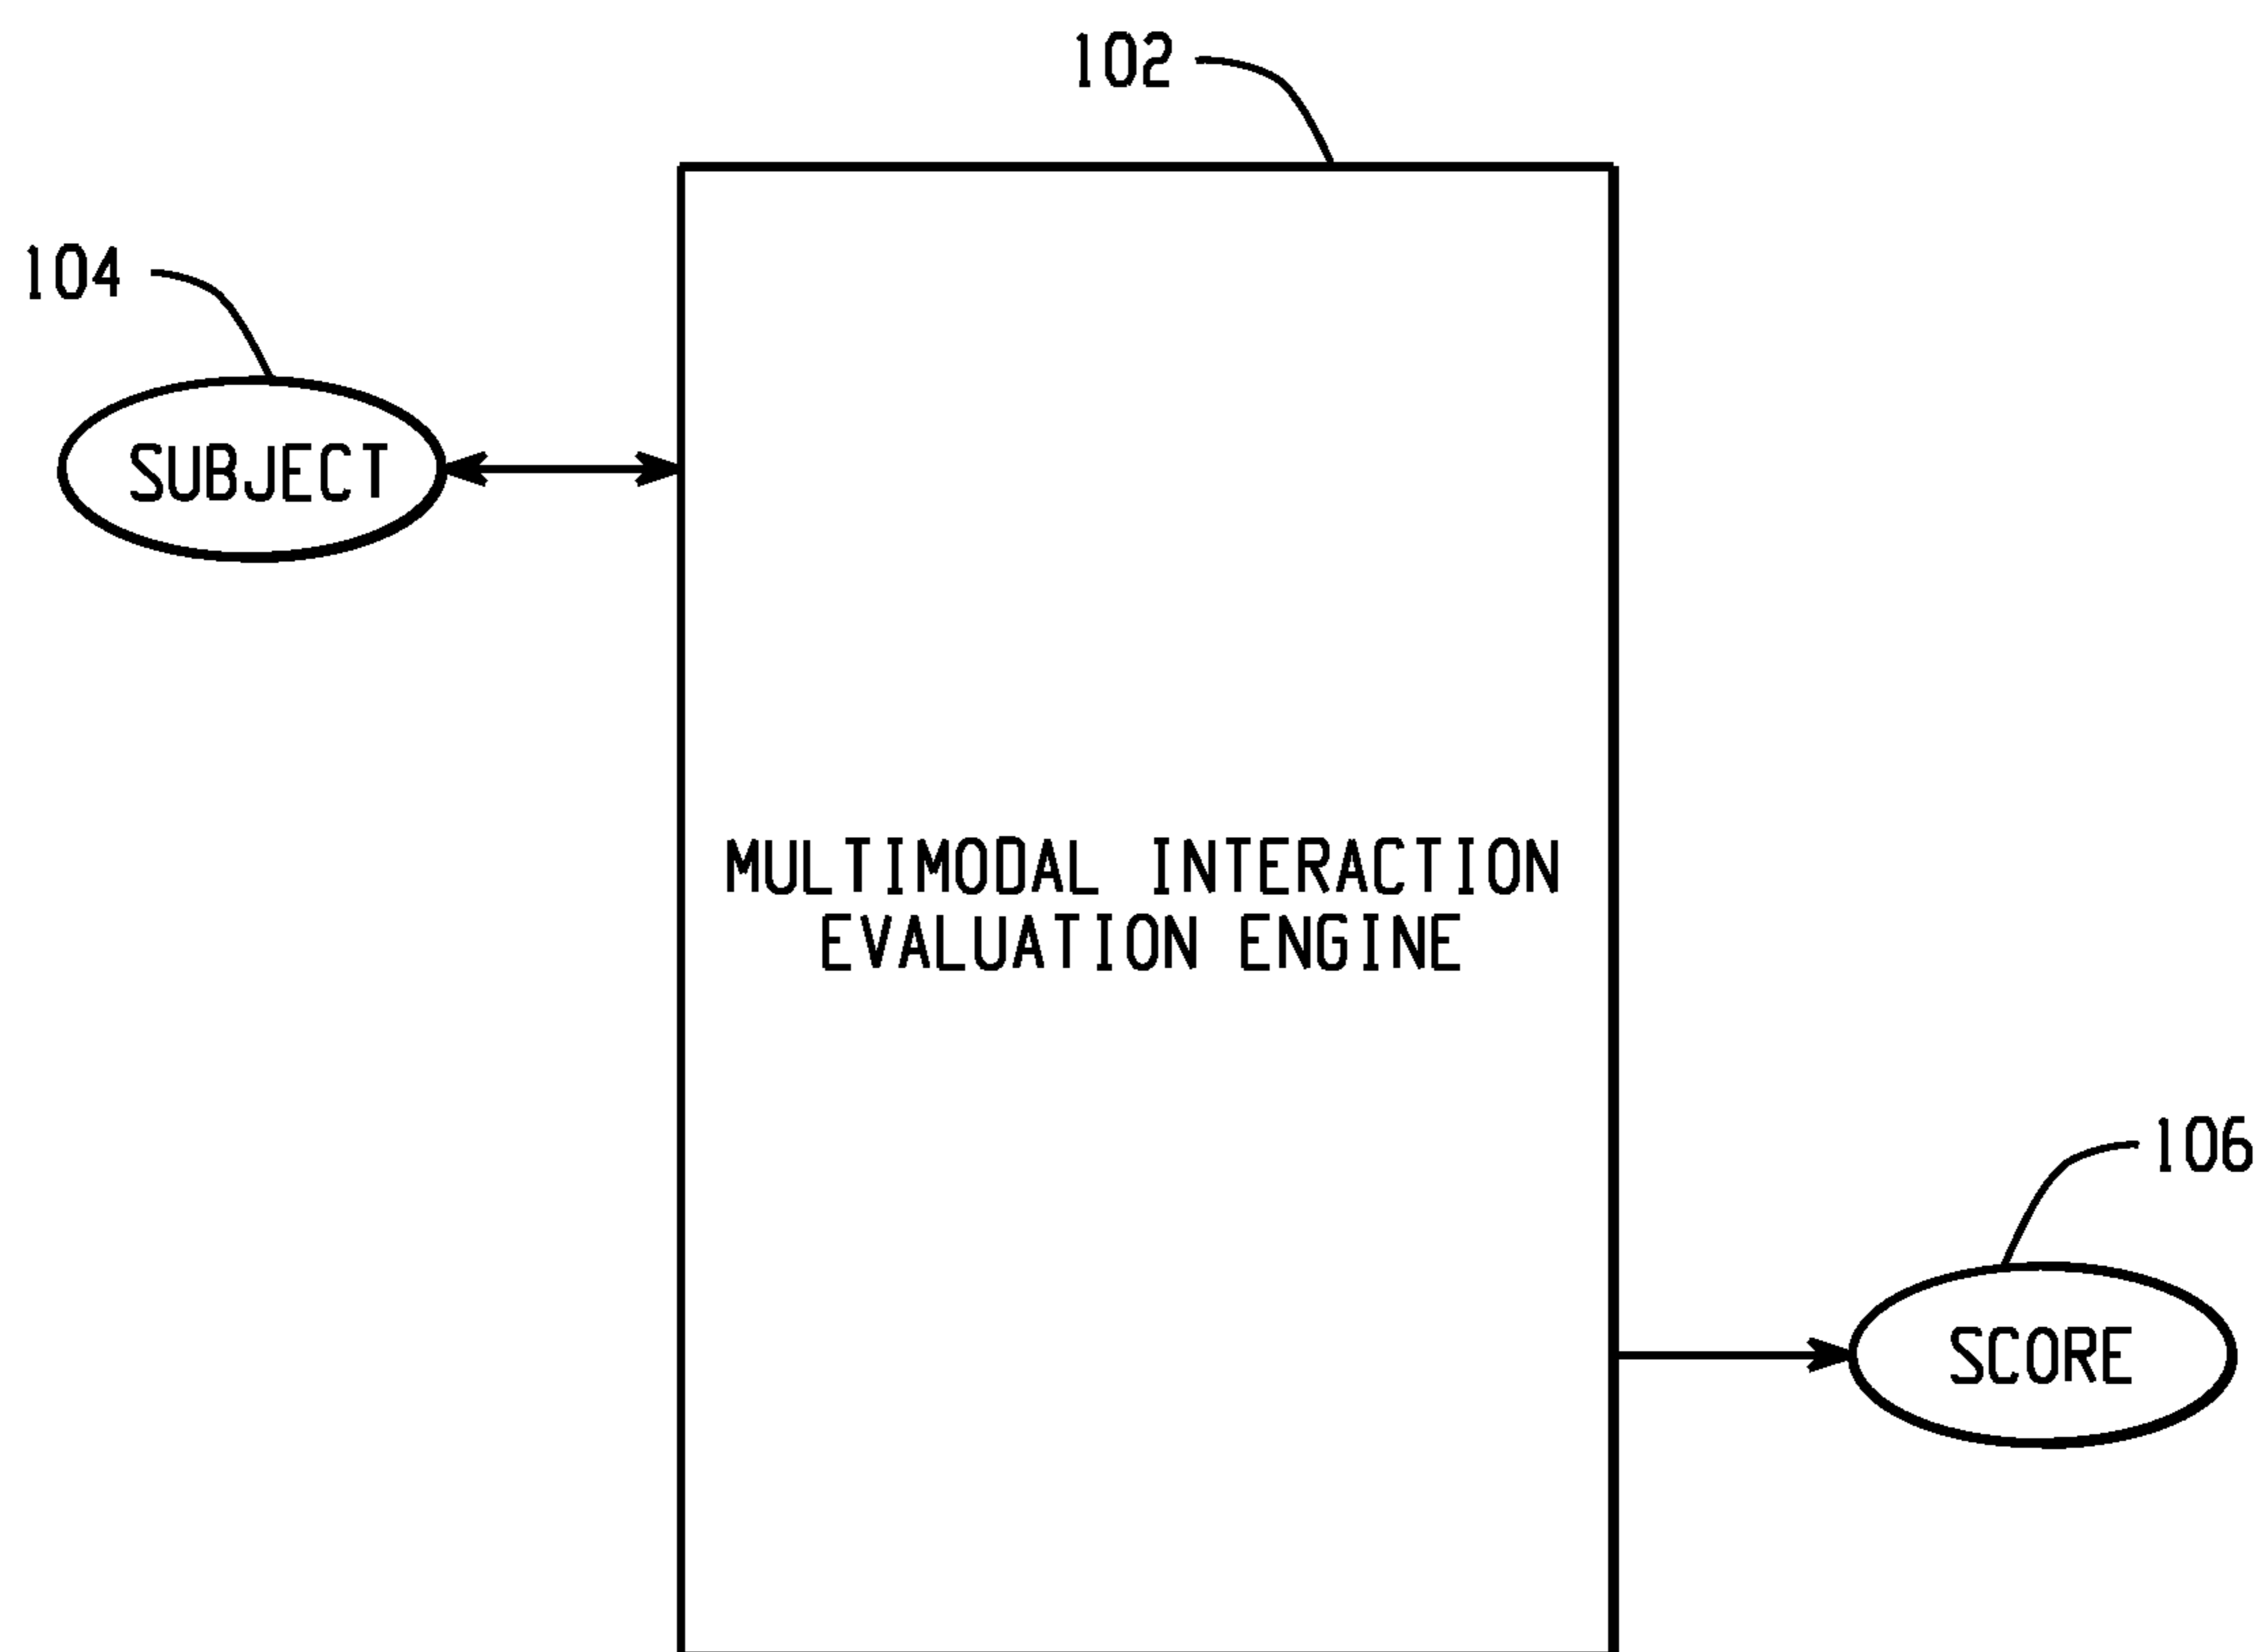 102
104
SUBJECT
MULTIMODAL INTERACTION
EVALUATION ENGINE
106
SCORE